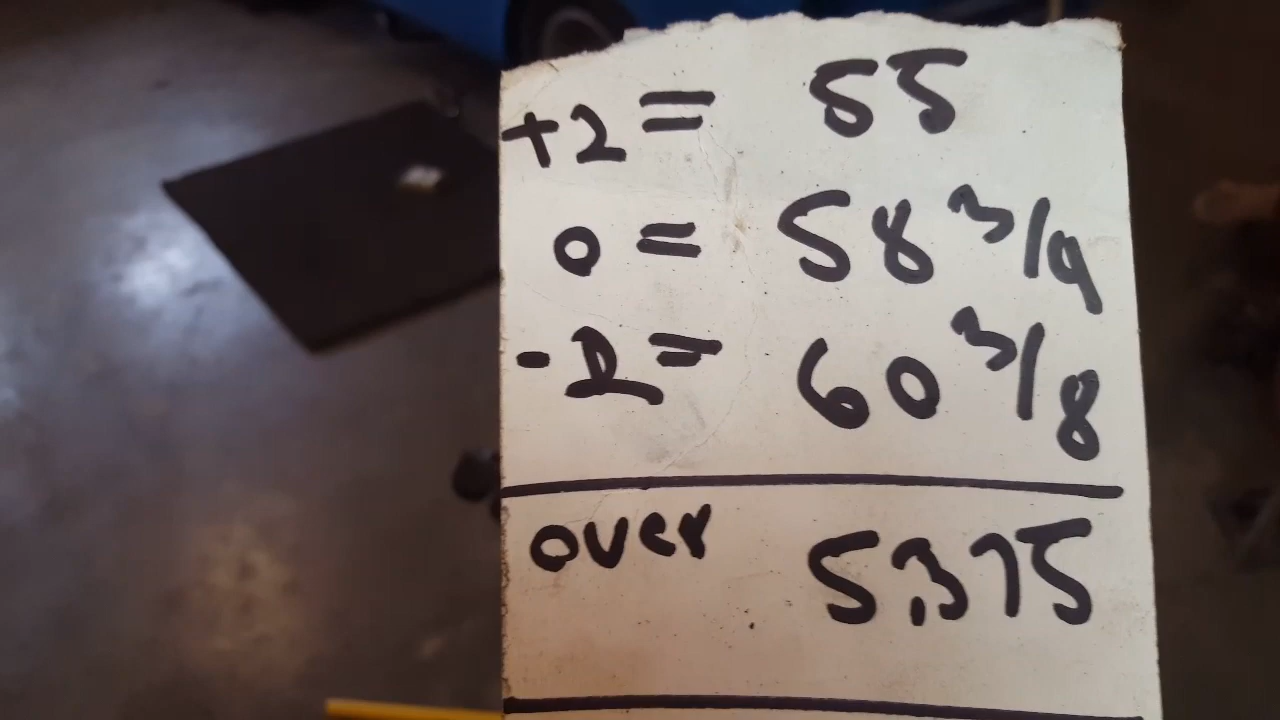 +2 = 55
0 = 58 3/4
-2 = 60 3/8
over 5.375